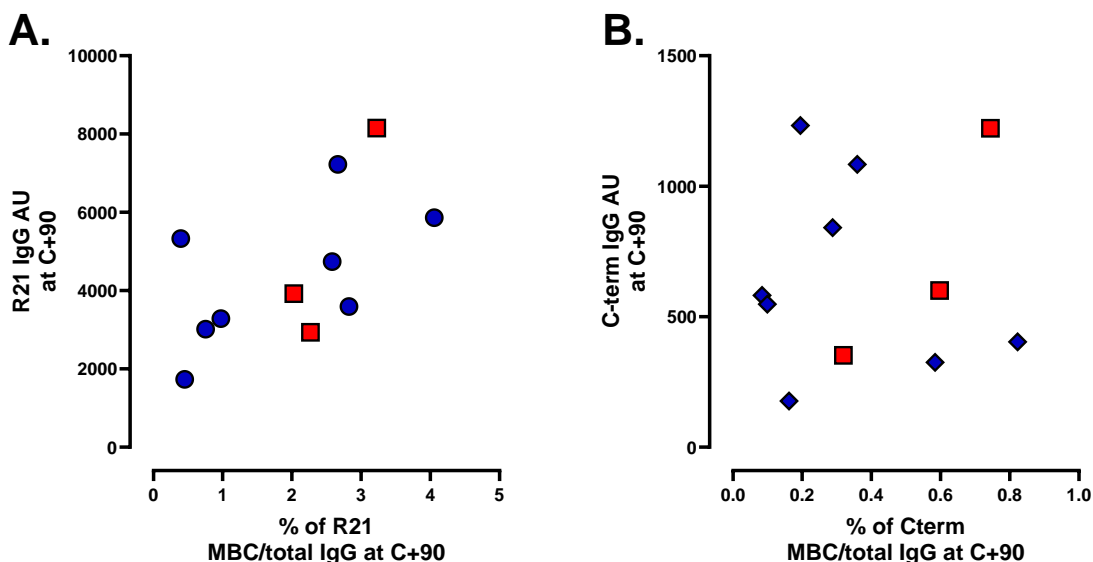 A.
10000
8000
6000
4000
2000
0
R21 IgG AU
at C+90
0 1 2 3 4 5
% of R21
MBC/total IgG at C+90
B.
1500
1000
500
0
C-term IgG AU
at C+90
0.0 0.2 0.4 0.6 0.8 1.0
% of Cterm
MBC/total IgG at C+90